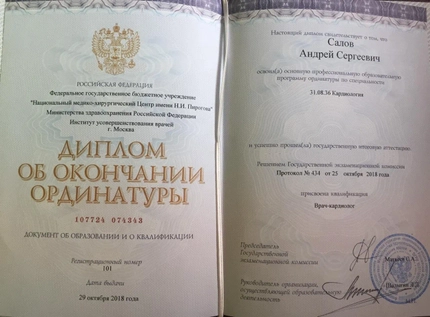 РОССИЙСКАЯ ФЕДЕРАЦИЯ
Федеральное государственное бюджетное учреждение
"Национальный медико-хирургический Центр имени Н.И. Пирогова"
Министерства здравоохранения Российской Федерации
Институт усовершенствования врачей
г. Москва
ДИПЛОМ
ОБ ОКОНЧАНИИ
ОРДИНАТУРЫ
107724 074343
ДОКУМЕНТ ОБ ОБРАЗОВАНИИ И О КВАЛИФИКАЦИИ
Регистрационный номер
101
Дата выдачи
29 октября 2018 года
Настоящий диплом свидетельствует о том, что
Салов
Андрей Сергеевич
освоил(а) основную профессиональную образовательную
программу ординатуры по специальности
31.08.36 Кардиология
и успешно прошёл(ла) государственную итоговую аттестацию
Решением Государственной экзаменационной комиссии
Протокол № 434 от 25 октября 2018 года
присвоена квалификация
Врач-кардиолог
Председатель
Государственной
экзаменационной комиссии
Руководитель организации,
осуществляющей образовательную
деятельность